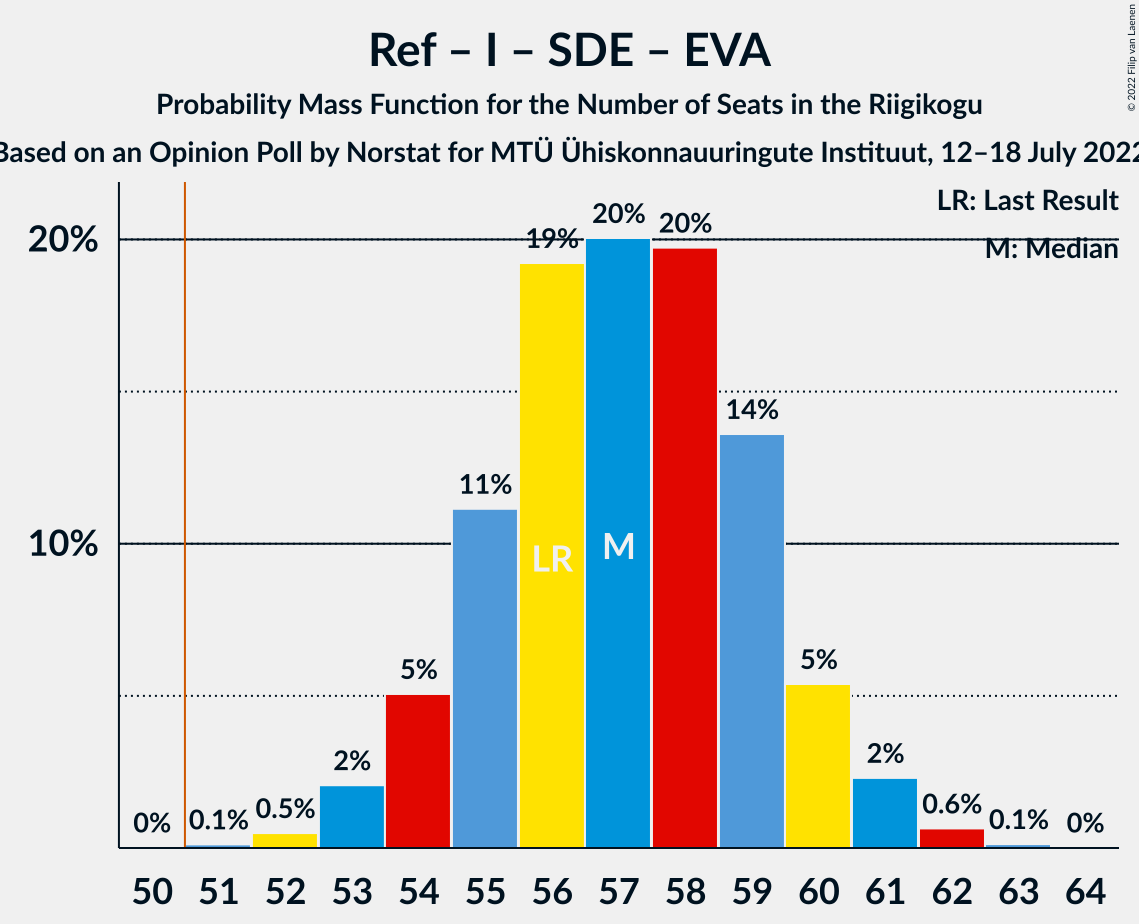 Ref – I – SDE – EVA
Probability Mass Function for the Number of Seats in the Riigikogu
Based on an Opinion Poll by Norstat for MTÜ Ühiskonnauuringute Instituut, 12–18 July 2022
© 2022 Filip van Laenen
LR: Last Result
M: Median
20%
10%
0% 0.1% 0.5% 2% 5% 11% 19% 20% 20% 14% 5% 2% 0.6% 0.1% 0%
LR M
50 51 52 53 54 55 56 57 58 59 60 61 62 63 64